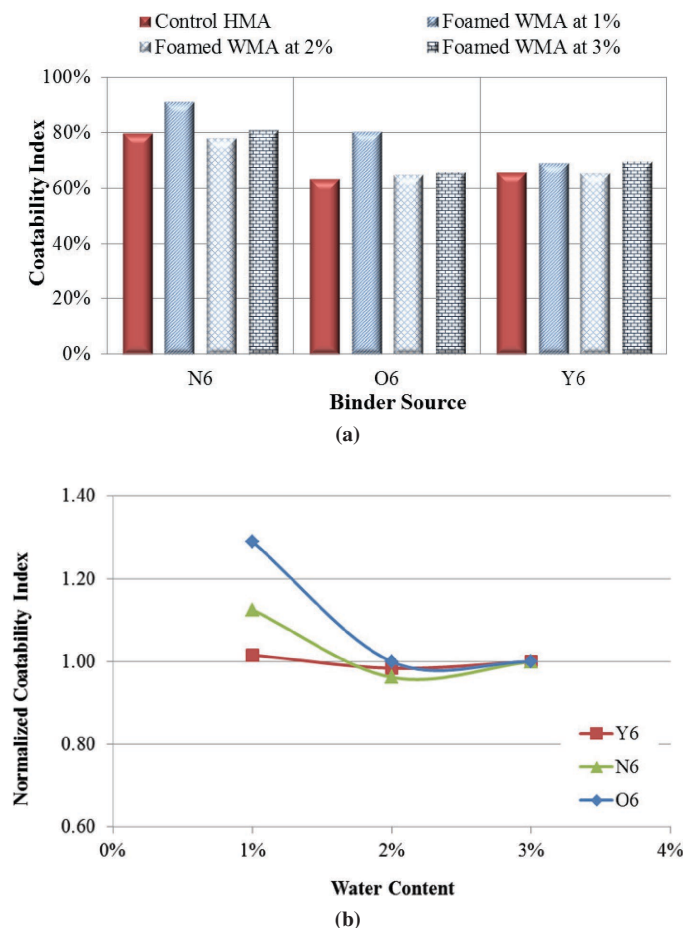 Control HMA Foamed WMA at 1%
Foamed WMA at 2% Foamed WMA at 3%
100%
80%
60%
40%
20%
0%
Coatability Index
N6 O6 Y6
Binder Source
(a)
1.40
1.20
1.00
0.80
0.60
Normalized Coatability Index
Y6
N6
O6
0% 1% 2% 3% 4%
Water Content
(b)